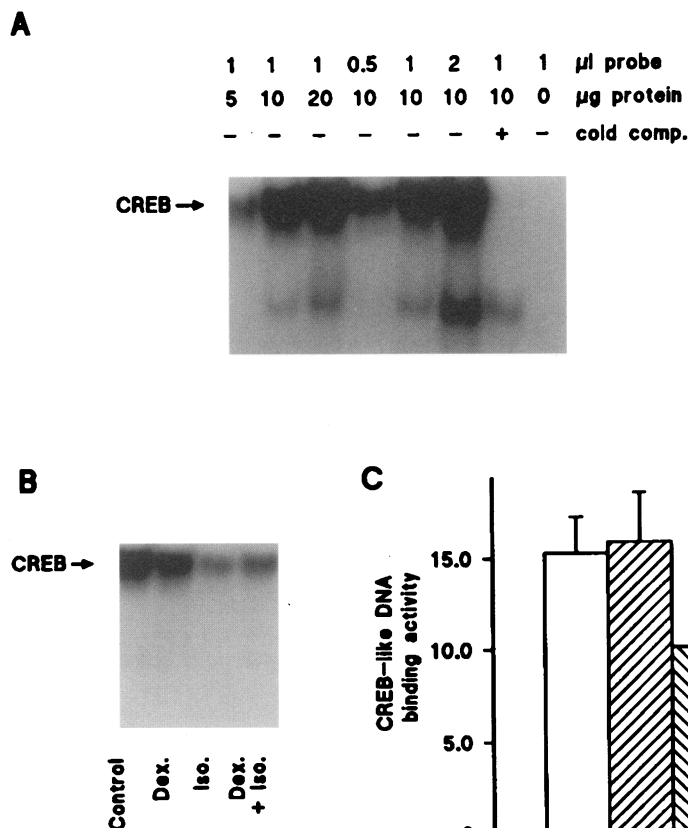 A
1 1 1 0.5 1 2 1 1 µl probe
5 10 20 10 10 10 10 0 µg protein
– – – – – – + – cold comp.
CREB→
B
CREB→
Control
Dex.
Iso.
Dex.
+ Iso.
C
CREB-like DNA
binding activity
15.0
10.0
5.0